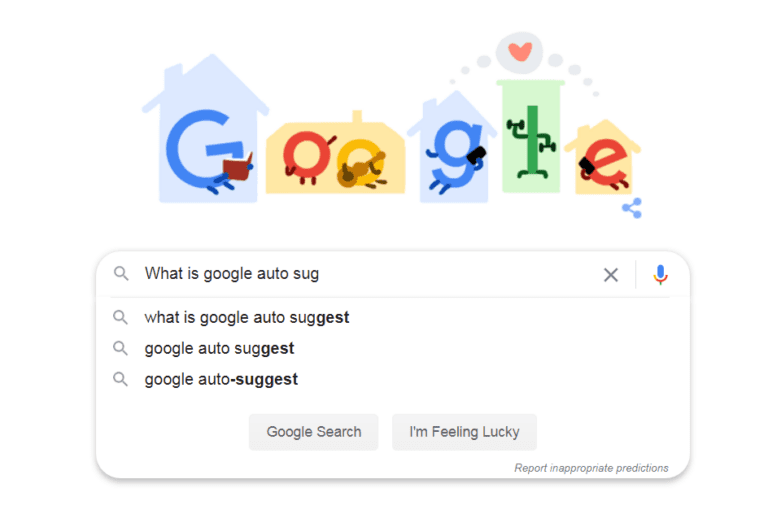 Google
What is google auto sug
what is google auto suggest
google auto suggest
google auto-suggest
Google Search
I'm Feeling Lucky
Report inappropriate predictions